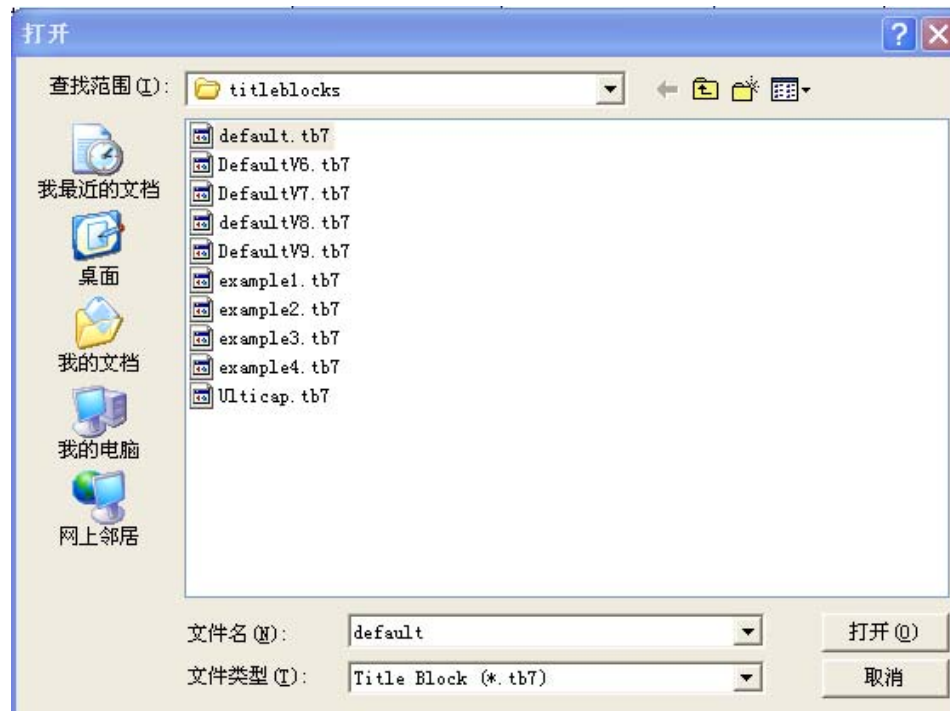 打开
查找范围(I):
titleblocks
我最近的文档
桌面
我的文档
我的电脑
网上邻居
default.tb7
DefaultV6.tb7
DefaultV7.tb7
defaultV8.tb7
DefaultV9.tb7
example1.tb7
example2.tb7
example3.tb7
example4.tb7
Ulticap.tb7
文件名(N):
default
打开(O)
文件类型(T):
Title Block (*.tb7)
取消